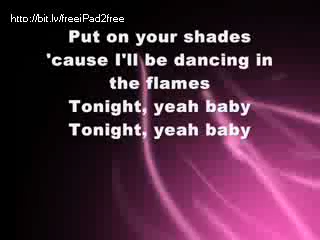 http://bit.lv/freeiPad2free
Put on your shades
'cause I'll be dancing in
the flames
Tonight, yeah baby
Tonight, yeah baby